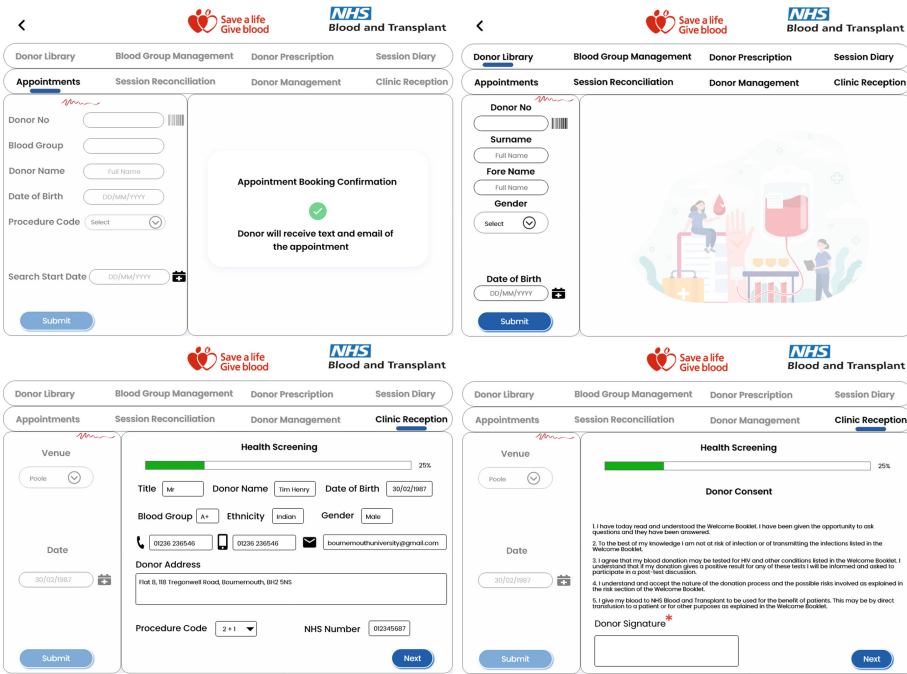 Save a life
Give blood
NHS
Blood and Transplant
Donor Library
Blood Group Management
Donor Prescription
Session Diary
Appointments
Session Reconciliation
Donor Management
Clinic Reception
Donor No
Blood Group
Donor Name
Full Name
Date of Birth
DD/MM/YYYY
Procedure Code
Select
Search Start Date
DD/MM/YYYY
Submit
Appointment Booking Confirmation
Donor will receive text and email of
the appointment
Save a life
Give blood
NHS
Blood and Transplant
Donor Library
Blood Group Management
Donor Prescription
Session Diary
Appointments
Session Reconciliation
Donor Management
Clinic Reception
Donor No
Surname
Full Name
Fore Name
Full Name
Gender
Select
Date of Birth
DD/MM/YYYY
Submit
Save a life
Give blood
NHS
Blood and Transplant
Donor Library
Blood Group Management
Donor Prescription
Session Diary
Appointments
Session Reconciliation
Donor Management
Clinic Reception
Venue
Poole
Date
30/02/1987
Submit
Health Screening
25%
Title Mr Donor Name Tim Henry Date of Birth 30/02/1987
Blood Group A+ Ethnicity Indian Gender Male
01236 236546 01236 236546 bournemouthuniversity@gmail.com
Donor Address
Flat 8, 118 Tregonwell Road, Bournemouth, BH2 5NS
Procedure Code 2 + 1 NHS Number 012345687
Next
Save a life
Give blood
NHS
Blood and Transplant
Donor Library
Blood Group Management
Donor Prescription
Session Diary
Appointments
Session Reconciliation
Donor Management
Clinic Reception
Venue
Poole
Date
30/02/1987
Submit
Health Screening
25%
Donor Consent
1. I have today read and understood the Welcome Booklet. I have been given the opportunity to ask
questions and they have been answered.
2. To the best of my knowledge I am not at risk of infection or of transmitting the infections listed in the
Welcome Booklet.
3. I agree that my blood donation may be tested for HIV and other conditions listed in the Welcome Booklet. I
understand that if my donation gives a positive result for any of these tests I will be informed and asked to
participate in a post-test discussion.
4. I understand and accept the nature of the donation process and the possible risks involved as explained in
the risk section of the Welcome Booklet.
5. I give my blood to NHS Blood and Transplant to be used for the benefit of patients. This may be by direct
transfusion to a patient or for other purposes as explained in the Welcome Booklet.
Donor Signature*
Next